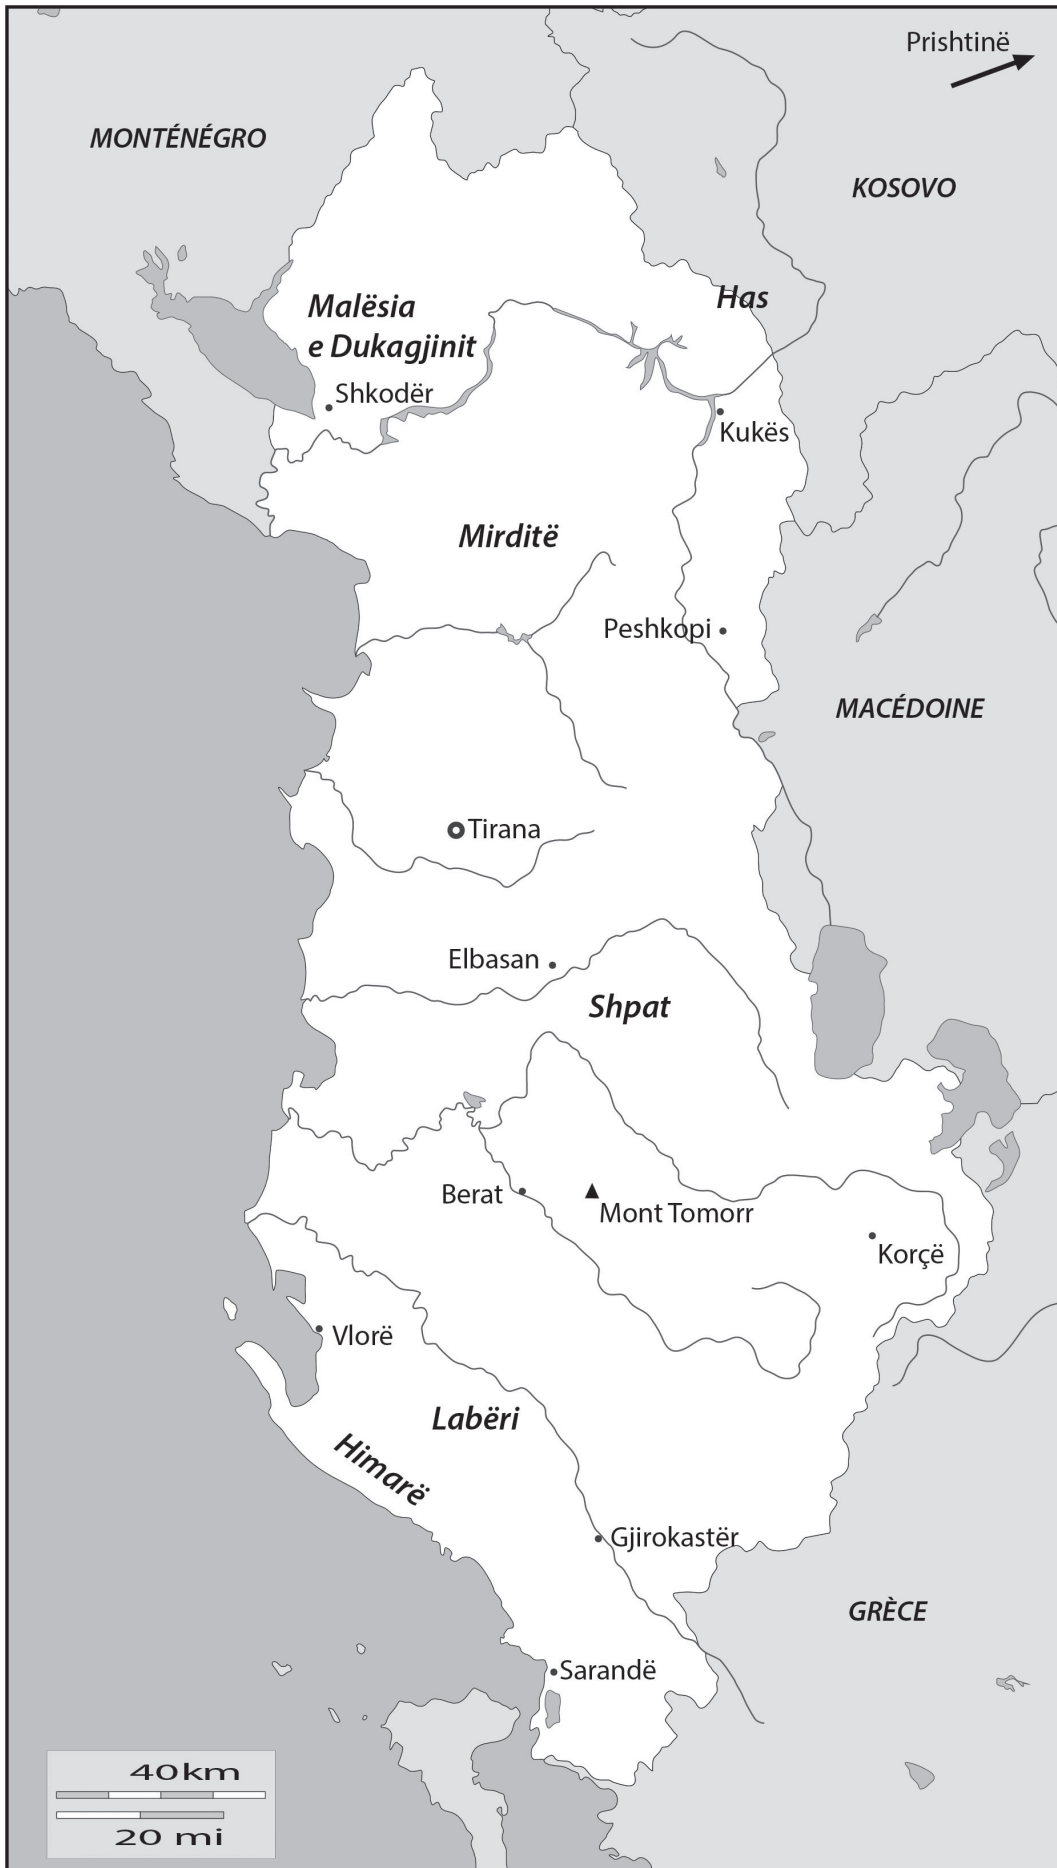 Prishtinë
MONTÉNÉGRO
KOSOVO
Has
Malësia
e Dukagjinit
Shkodër
Kukës
Mirditë
Peshkopi
MACÉDOINE
Tirana
Elbasan
Shpat
Berat
Mont Tomorr
Korçë
Vlorë
Labëri
Himarë
Gjirokastër
GRÈCE
Sarandë
40km
20 mi